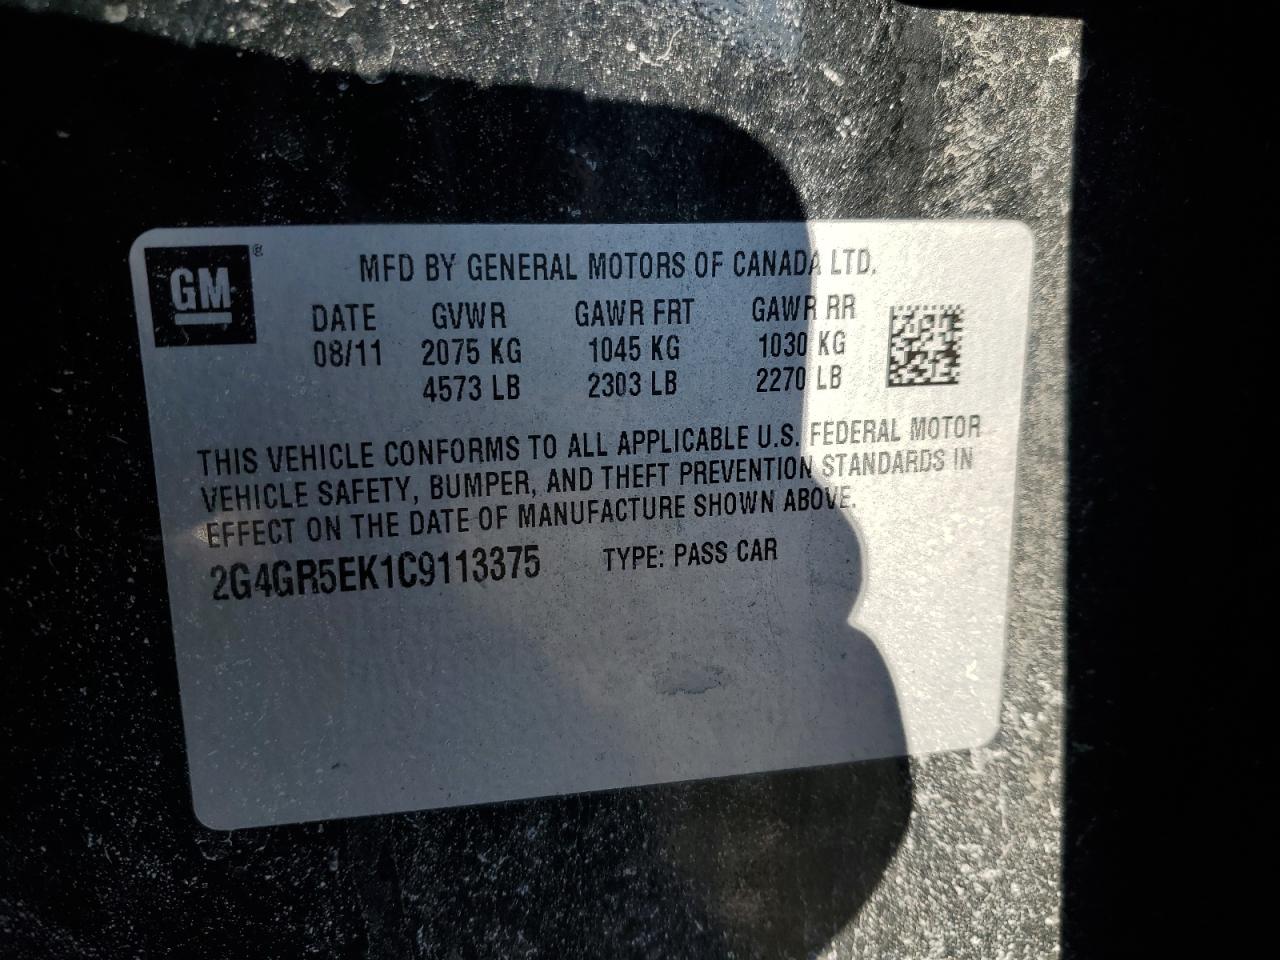 GM ®
MFD BY GENERAL MOTORS OF CANADA LTD.
DATE GVWR GAWR FRT GAWR RR
08/11 2075 KG 1045 KG 1030 KG
4573 LB 2303 LB 2270 LB
THIS VEHICLE CONFORMS TO ALL APPLICABLE U.S. FEDERAL MOTOR
VEHICLE SAFETY, BUMPER, AND THEFT PREVENTION STANDARDS IN
EFFECT ON THE DATE OF MANUFACTURE SHOWN ABOVE.
2G4GR5EK1C9113375 TYPE: PASS CAR